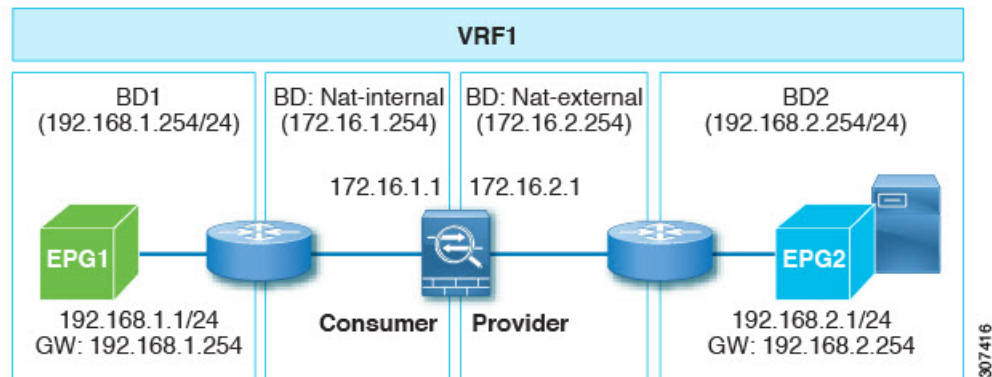 VRF1
BD1
(192.168.1.254/24)
BD: Nat-internal
(172.16.1.254)
BD: Nat-external
(172.16.2.254)
BD2
(192.168.2.254/24)
172.16.1.1
172.16.2.1
EPG1
EPG2
192.168.1.1/24
GW: 192.168.1.254
Consumer
Provider
192.168.2.1/24
GW: 192.168.2.254
307416